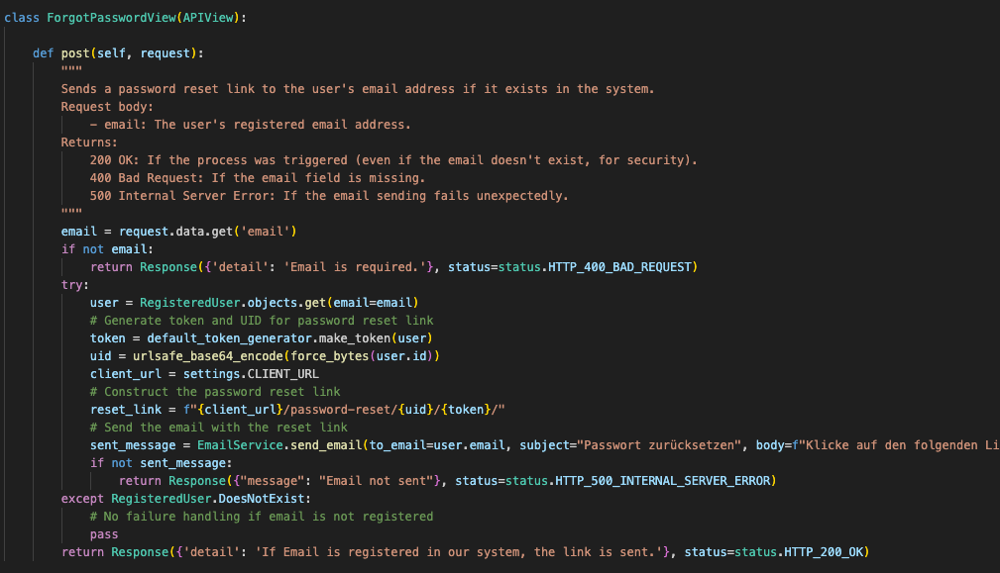 class ForgotPasswordView(APIView):
def post(self, request):
"""
Sends a password reset link to the user's email address if it exists in the system.
Request body:
- email: The user's registered email address.
Returns:
200 OK: If the process was triggered (even if the email doesn't exist, for security).
400 Bad Request: If the email field is missing.
500 Internal Server Error: If the email sending fails unexpectedly.
"""
email = request.data.get('email')
if not email:
return Response({'detail': 'Email is required.'}, status=status.HTTP_400_BAD_REQUEST)
try:
user = RegisteredUser.objects.get(email=email)
# Generate token and UID for password reset link
token = default_token_generator.make_token(user)
uid = urlsafe_base64_encode(force_bytes(user.id))
client_url = settings.CLIENT_URL
# Construct the password reset link
reset_link = f"{client_url}/password-reset/{uid}/{token}/"
# Send the email with the reset link
sent_message = EmailService.send_email(to_email=user.email, subject="Passwort zurücksetzen", body=f"Klicke auf den folgenden Li
if not sent_message:
return Response({"message": "Email not sent"}, status=status.HTTP_500_INTERNAL_SERVER_ERROR)
except RegisteredUser.DoesNotExist:
# No failure handling if email is not registered
pass
return Response({'detail': 'If Email is registered in our system, the link is sent.'}, status=status.HTTP_200_OK)